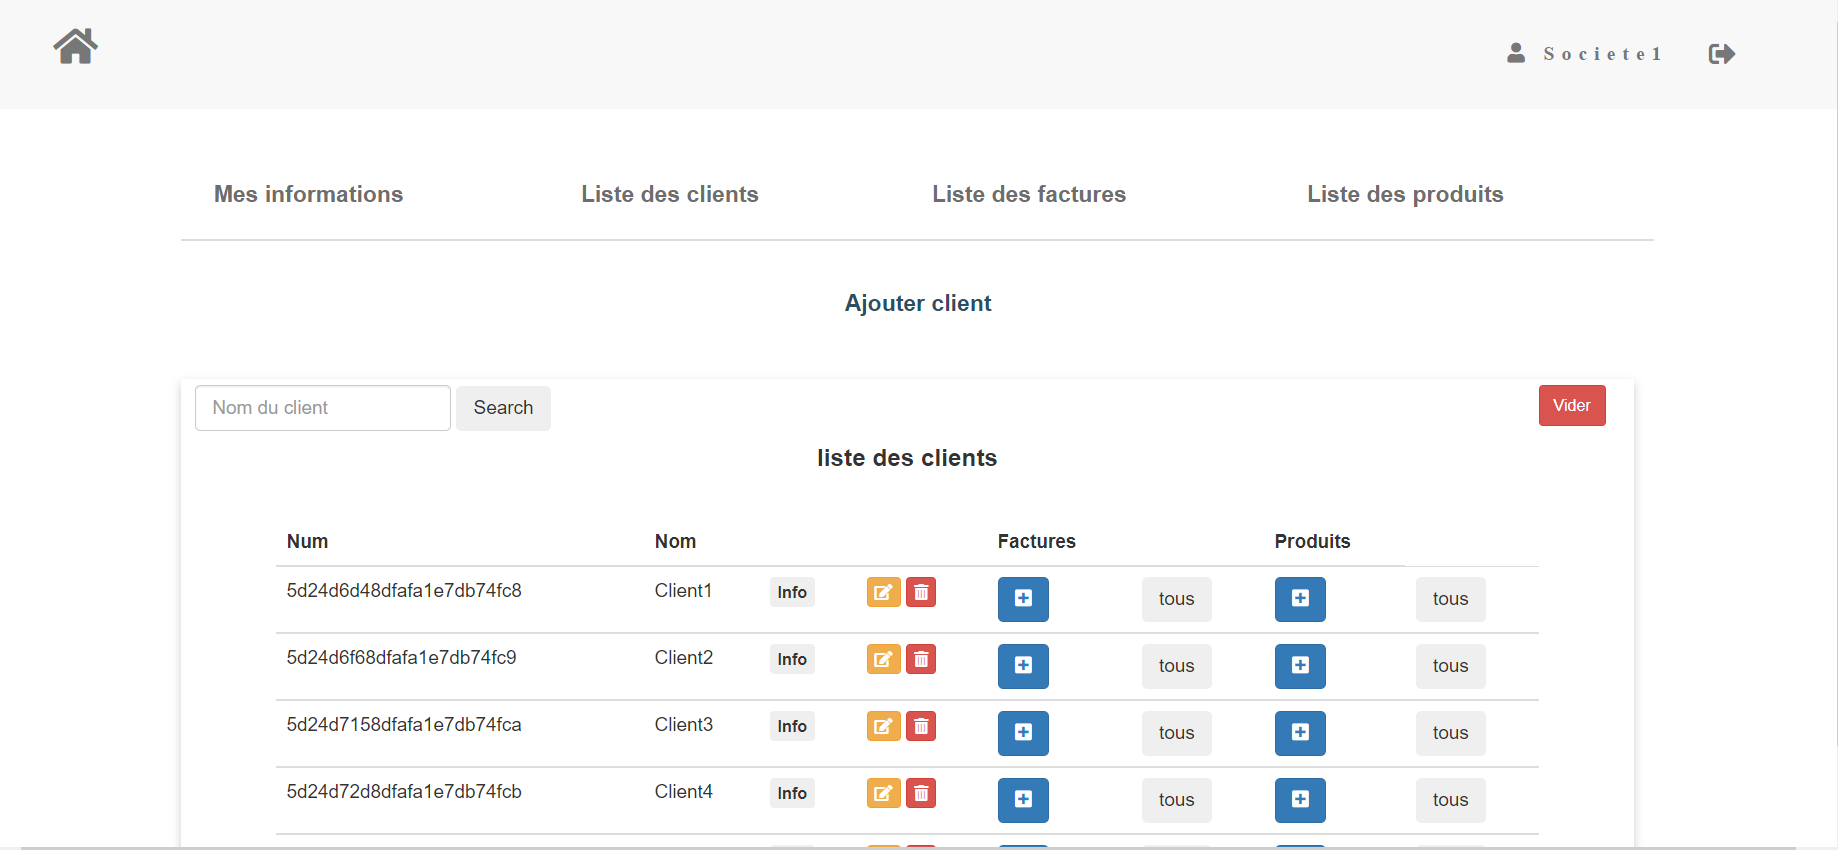 Societe1
Mes informations Liste des clients Liste des factures Liste des produits
Ajouter client
Nom du client Search Vider
liste des clients
Num Nom Factures Produits
5d24d6d48dfafa1e7db74fc8 Client1 Info tous tous
5d24d6f68dfafa1e7db74fc9 Client2 Info tous tous
5d24d7158dfafa1e7db74fca Client3 Info tous tous
5d24d72d8dfafa1e7db74fcb Client4 Info tous tous